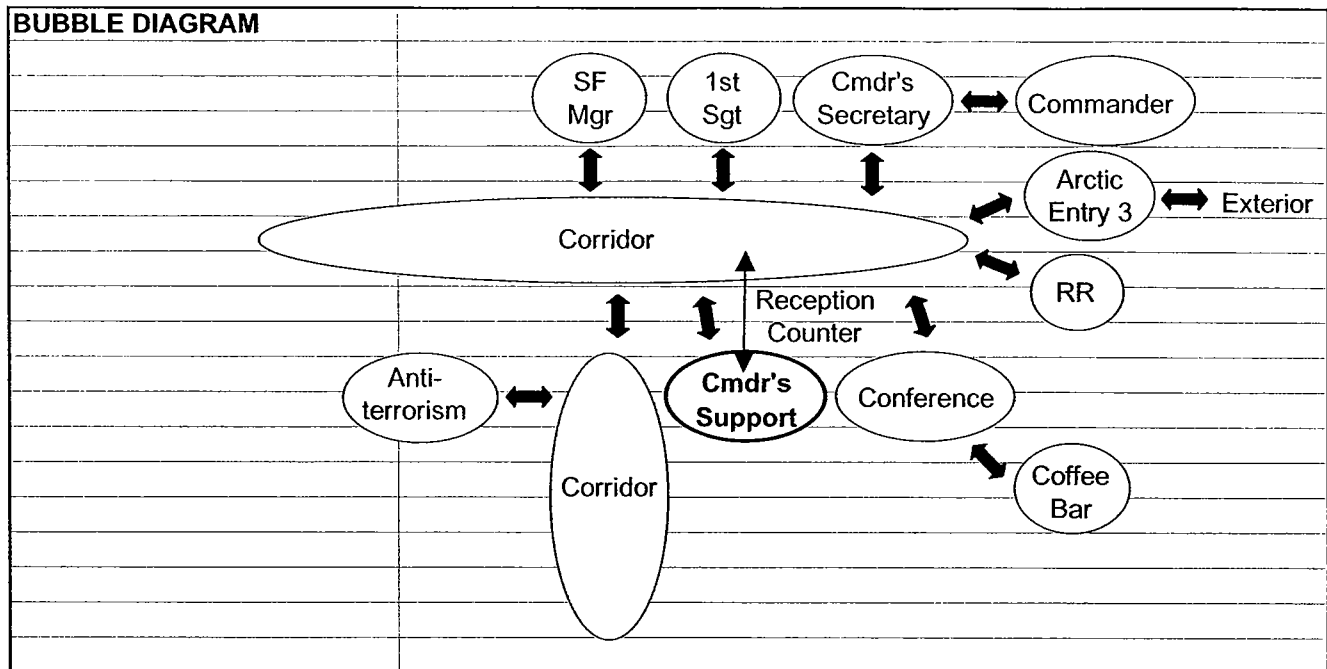 BUBBLE DIAGRAM
SF
Mgr
1st
Sgt
Cmdr's
Secretary
Commander
Arctic
Entry 3
Exterior
Corridor
RR
Reception
Counter
Anti-
terrorism
Cmdr's
Support
Conference
Corridor
Coffee
Bar